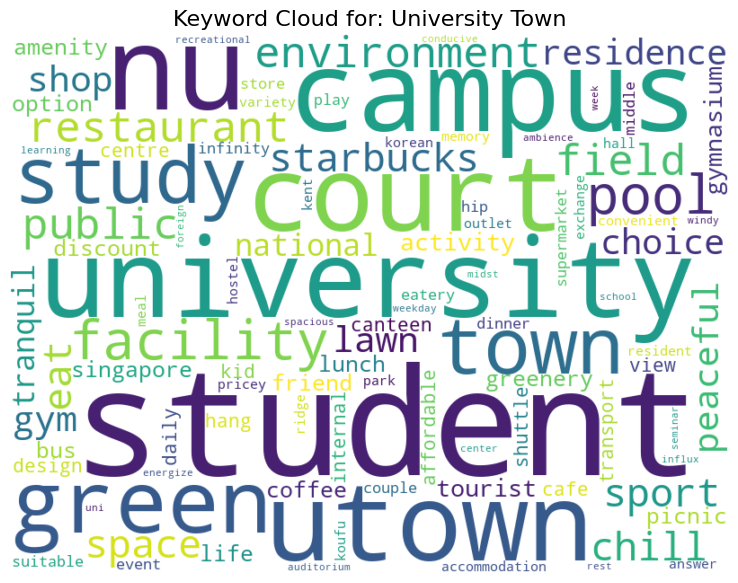 Keyword Cloud for: University Town
amenity
recreational
nu
environment
conducive
residence
shop
campus
option
store
variety
play
week
middle
gymnasium
restaurant
korean
memory
ambience
hall
learning
centre
infinity
starbucks
field
study
court
pool
kent
hip
outlet
supermarket
exchange
convenient
windy
public
foreign
discount
national
activity
choice
university
tranquil
hostel
midst
eatery
weekday
school
meal
spacious
canteen
dinner
facility
lawn
town
peaceful
eat
singapore
kid
lunch
resident
view
pricey
friend
park
greenery
gym
student
hang
ridge
affordable
shuttle
transport
bus
daily
internal
center
seminar
influx
design
energize
green
coffee
couple
utown
tourist
cafe
sport
uni
picnic
space
life
koufu
chill
suitable
event
auditorium
accommodation
rest
answer